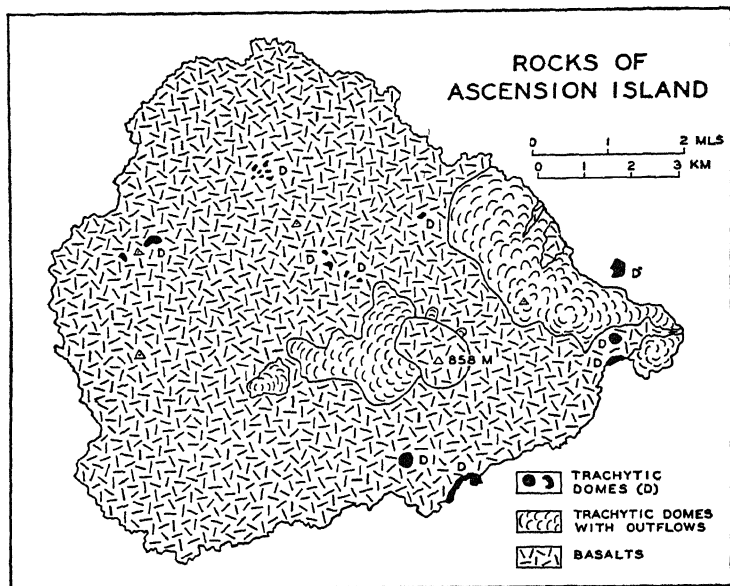 ROCKS OF
ASCENSION ISLAND
0 1 2 MLS
0 1 2 3 KM
D
D
D
D
D
D
858 M
D
D
D
D
TRACHYTIC
DOMES (D)
TRACHYTIC DOMES
WITH OUTFLOWS
BASALTS